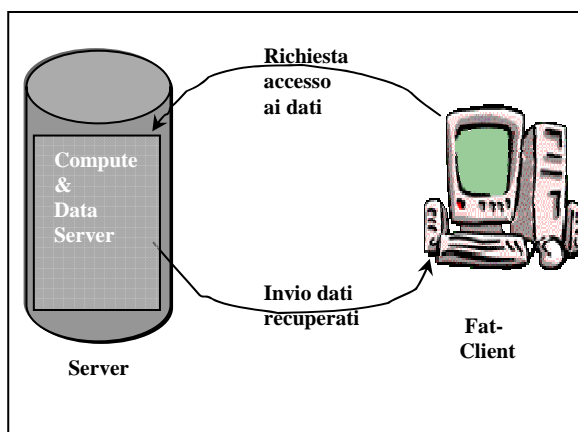 Richiesta
accesso
ai dati
Compute
&
Data
Server
Invio dati
recuperati
Fat-
Client
Server